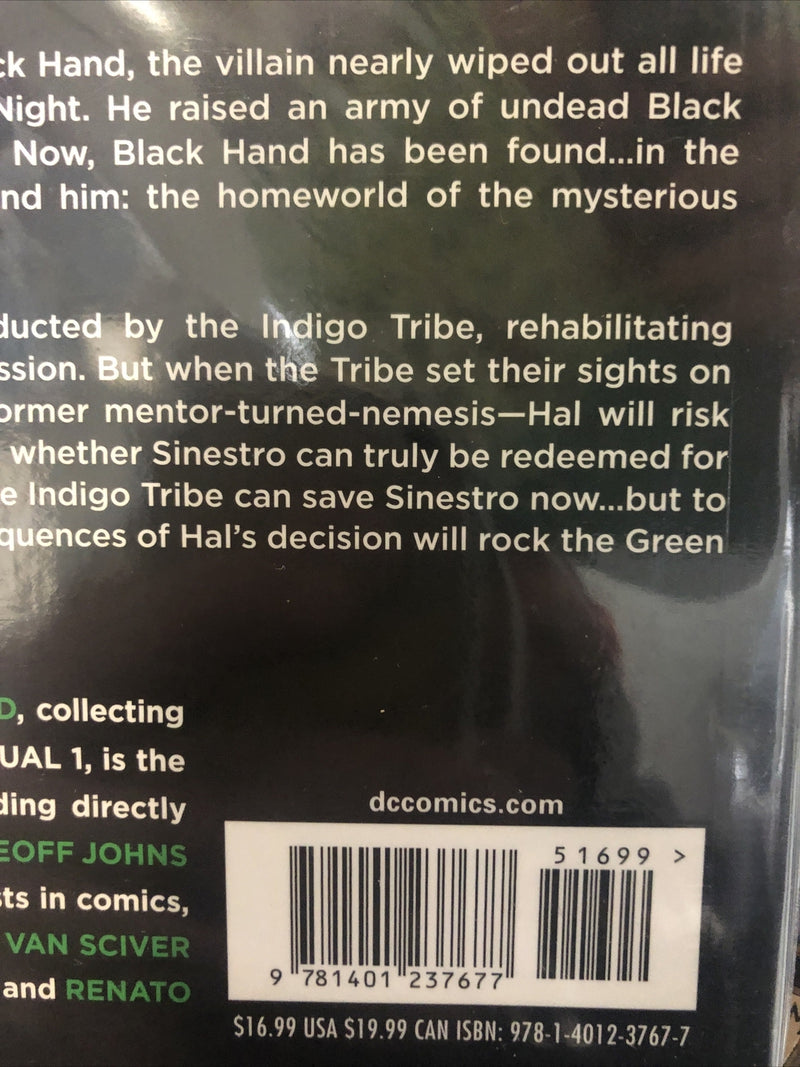 ck Hand, the villain nearly wiped out all life
Night. He raised an army of undead Black
Now, Black Hand has been found...in the
nd him: the homeworld of the mysterious
ducted by the Indigo Tribe, rehabilitating
ssion. But when the Tribe set their sights on
ormer mentor-turned-nemesis—Hal will risk
whether Sinestro can truly be redeemed for
e Indigo Tribe can save Sinestro now...but to
quences of Hal's decision will rock the Green
D, collecting
UAL 1, is the
ding directly
EOFF JOHNS
sts in comics,
VAN SCIVER
and RENATO
dccomics.com
51699 >
9 781401 237677
$16.99 USA $19.99 CAN ISBN: 978-1-4012-3767-7